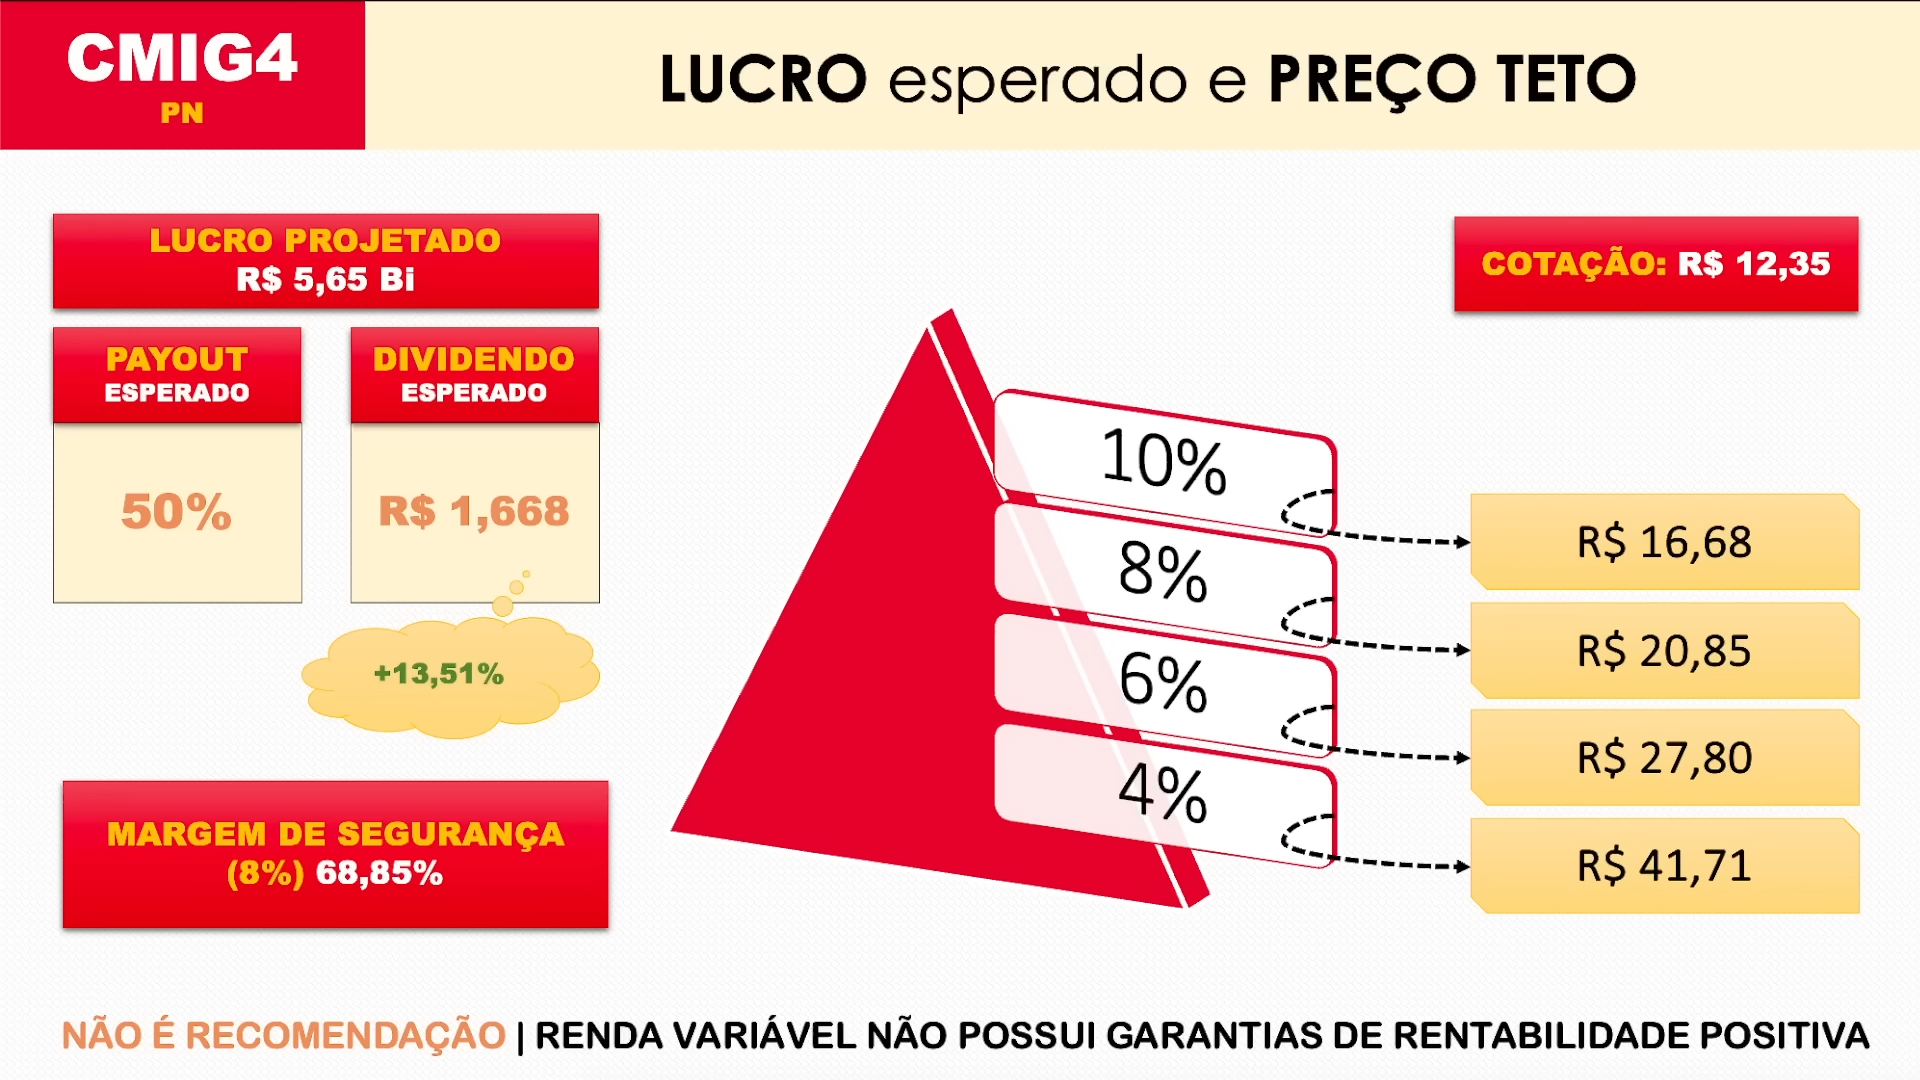 CMIG4
PN
LUCRO esperado e PREÇO TETO
LUCRO PROJETADO
R$ 5,65 Bi
COTAÇÃO: R$ 12,35
PAYOUT
ESPERADO
50%
DIVIDENDO
ESPERADO
R$ 1,668
+13,51%
MARGEM DE SEGURANÇA
(8%) 68,85%
10%
R$ 16,68
8%
R$ 20,85
6%
R$ 27,80
4%
R$ 41,71
NÃO É RECOMENDAÇÃO | RENDA VARIÁVEL NÃO POSSUI GARANTIAS DE RENTABILIDADE POSITIVA